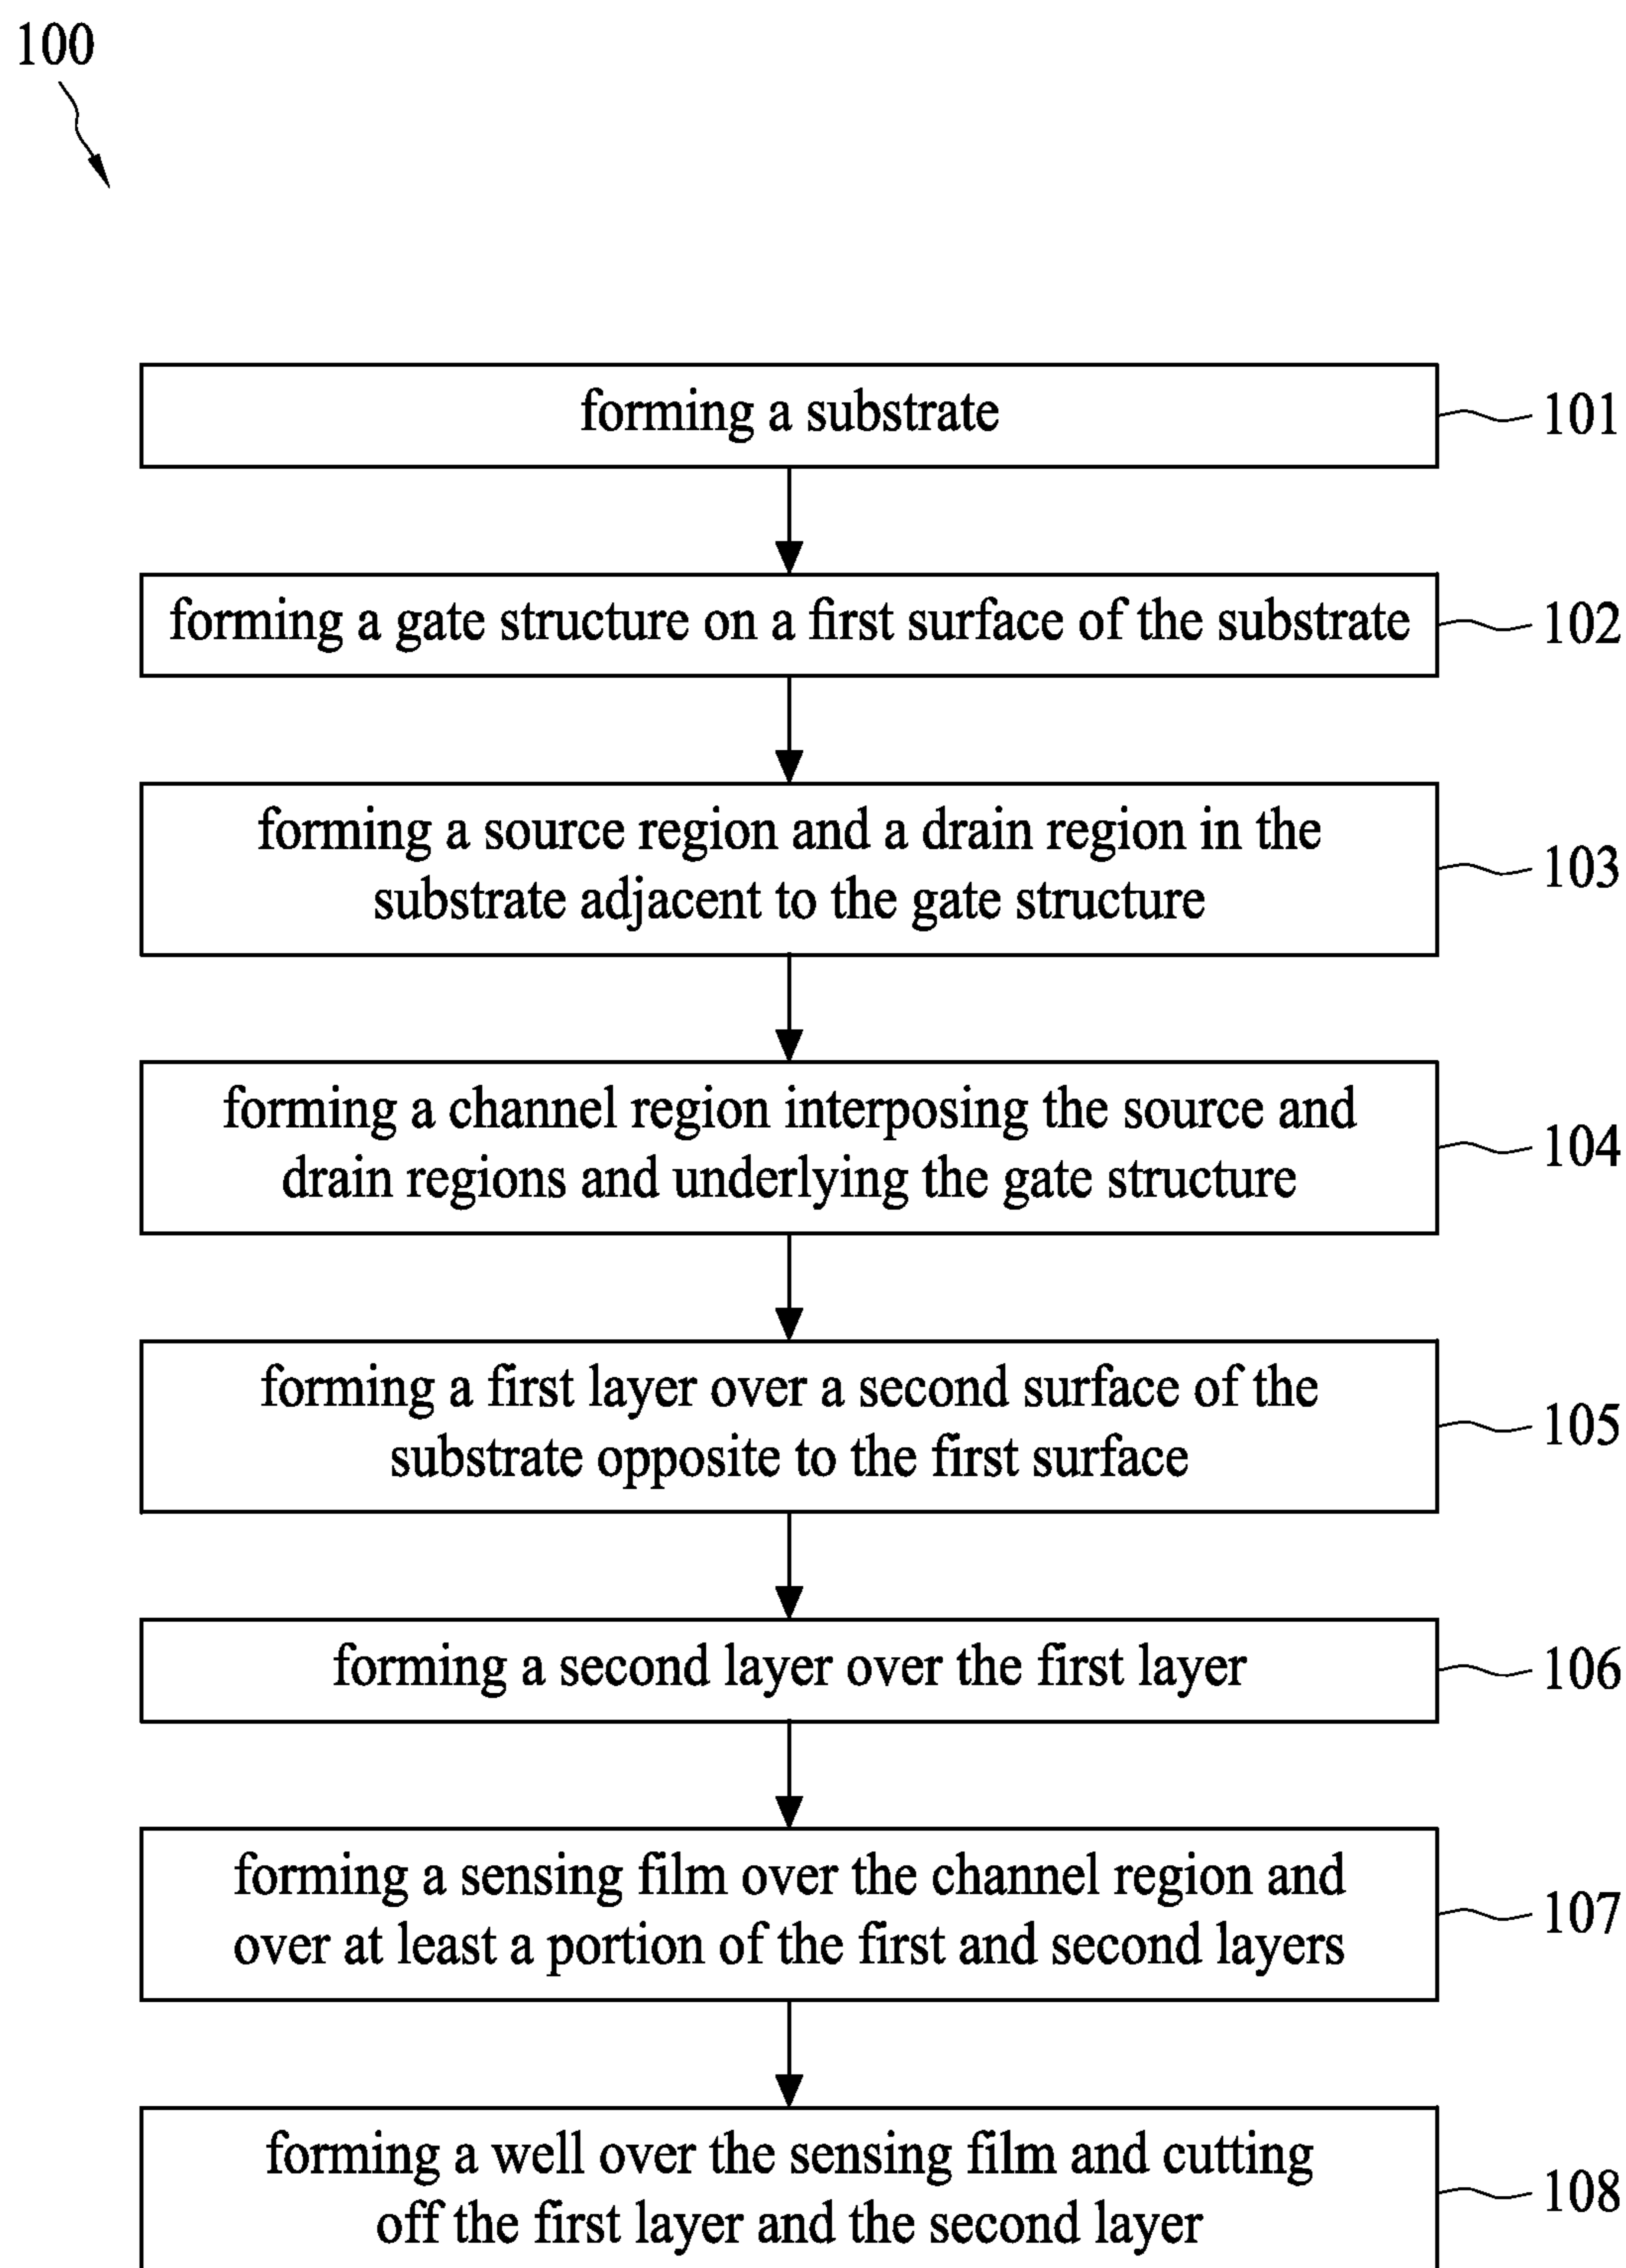 100
forming a substrate
101
forming a gate structure on a first surface of the substrate
102
forming a source region and a drain region in the
substrate adjacent to the gate structure
103
forming a channel region interposing the source and
drain regions and underlying the gate structure
104
forming a first layer over a second surface of the
substrate opposite to the first surface
105
forming a second layer over the first layer
106
forming a sensing film over the channel region and
over at least a portion of the first and second layers
107
forming a well over the sensing film and cutting
off the first layer and the second layer
108